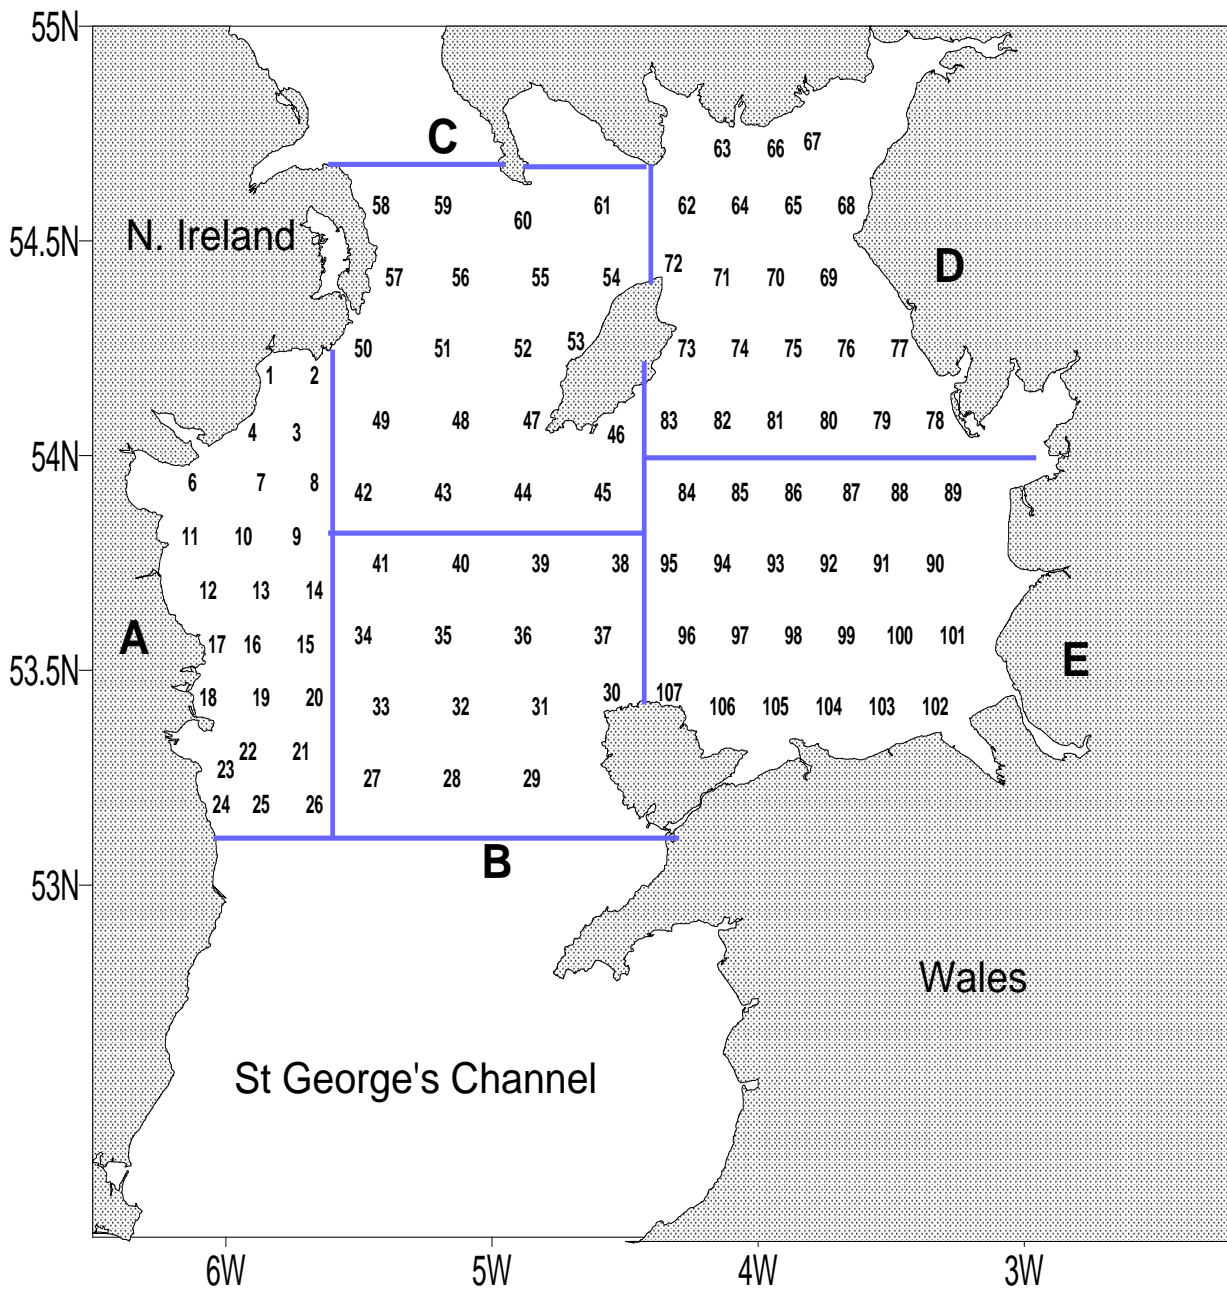 55N
C
63 66 67
58 59 60 61 62 64 65 68
N. Ireland
54.5N
D
57 56 55 54 72 71 70 69
50 51 52 53 73 74 75 76 77
1 2
49 48 47 46 83 82 81 80 79 78
4 3
54N
6 7 8 42 43 44 45 84 85 86 87 88 89
11 10 9
41 40 39 38 95 94 93 92 91 90
12 13 14
A
17 16 15 34 35 36 37 96 97 98 99 100 101
E
53.5N
18 19 20 33 32 31 30 107 106 105 104 103 102
22 21
23 27 28 29
24 25 26
B
53N
Wales
St George's Channel
6W 5W 4W 3W